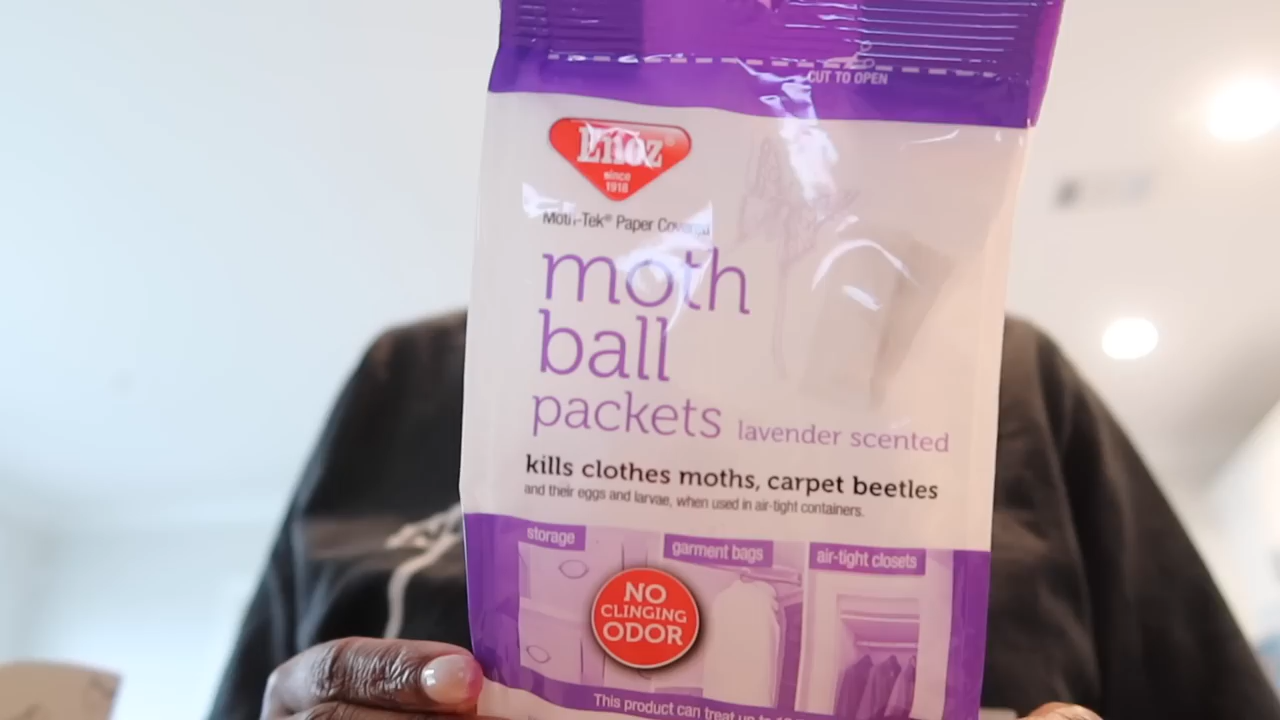 CUT TO OPEN
Enoz®
since
1918
Moth-Tek® Paper Covered
moth
ball
packets lavender scented
kills clothes moths, carpet beetles
and their eggs and larvae, when used in air-tight containers.
storage garment bags air-tight closets
NO
CLINGING
ODOR
This product can treat up to